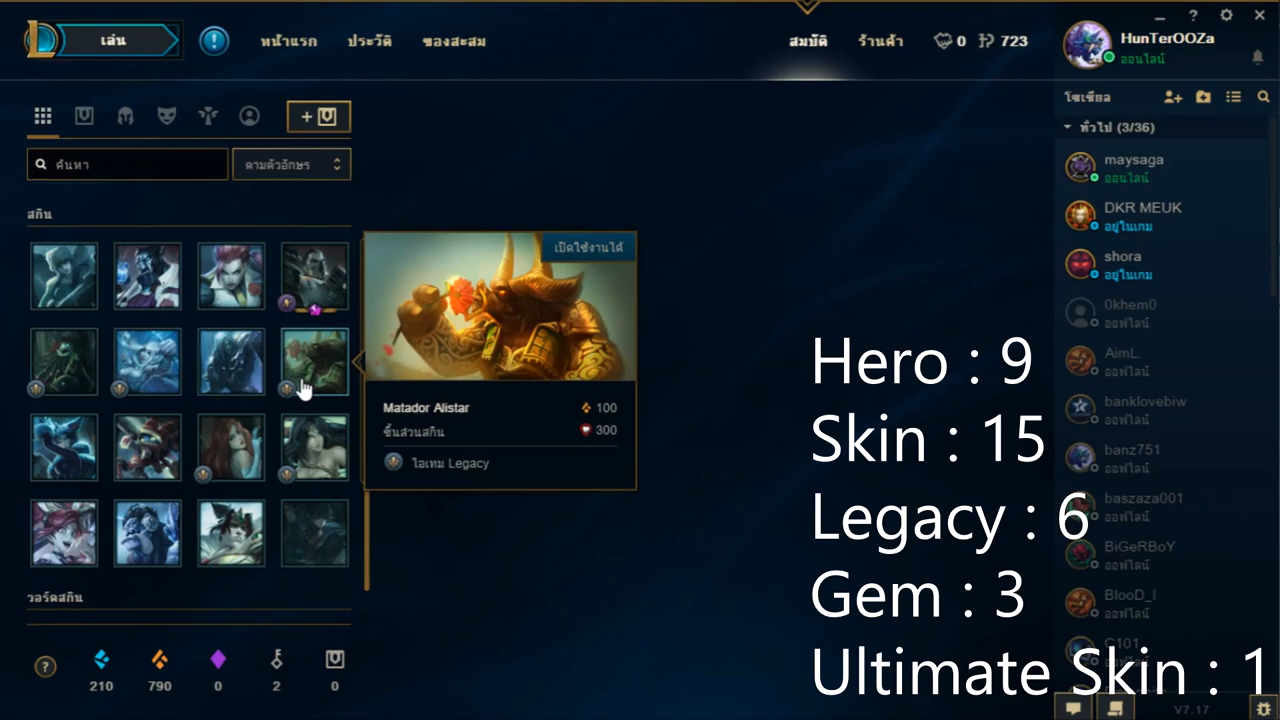 เล่น
หน้าแรก
ประวัติ
ของสะสม
สมบัติ
ร้านค้า
0
723
HunTerOOZa
ออนไลน์
ค้นหา
ตามตัวอักษร
สกิน
เปิดใช้งานได้
Matador Alistar
100
ชิ้นส่วนสกิน
300
ไอเทม Legacy
วอร์ดสกิน
210
790
0
2
0
Hero : 9
Skin : 15
Legacy : 6
Gem : 3
Ultimate Skin : 1
โซเชียล
ทั่วไป (3/36)
maysaga
ออนไลน์
DKR MEUK
อยู่ในเกม
shora
อยู่ในเกม
0khem0
ออฟไลน์
AimL.
ออฟไลน์
banklovebiw
ออฟไลน์
banz751
ออฟไลน์
baszaza001
ออฟไลน์
BiGeRBoY
ออฟไลน์
BlooD_I
ออฟไลน์
C101
V7.17